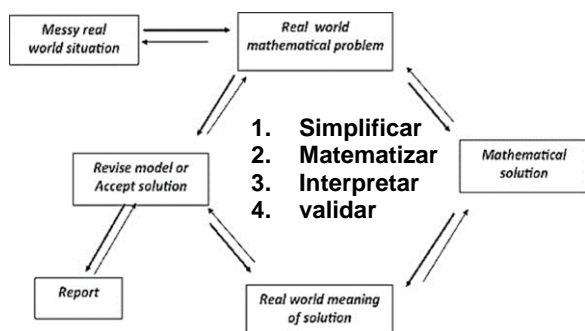 Messy real
world situation
Real world
mathematical problem
1. Simplificar
2. Matematizar
3. Interpretar
4. validar
Revise model or
Accept solution
Mathematical
solution
Report
Real world meaning
of solution